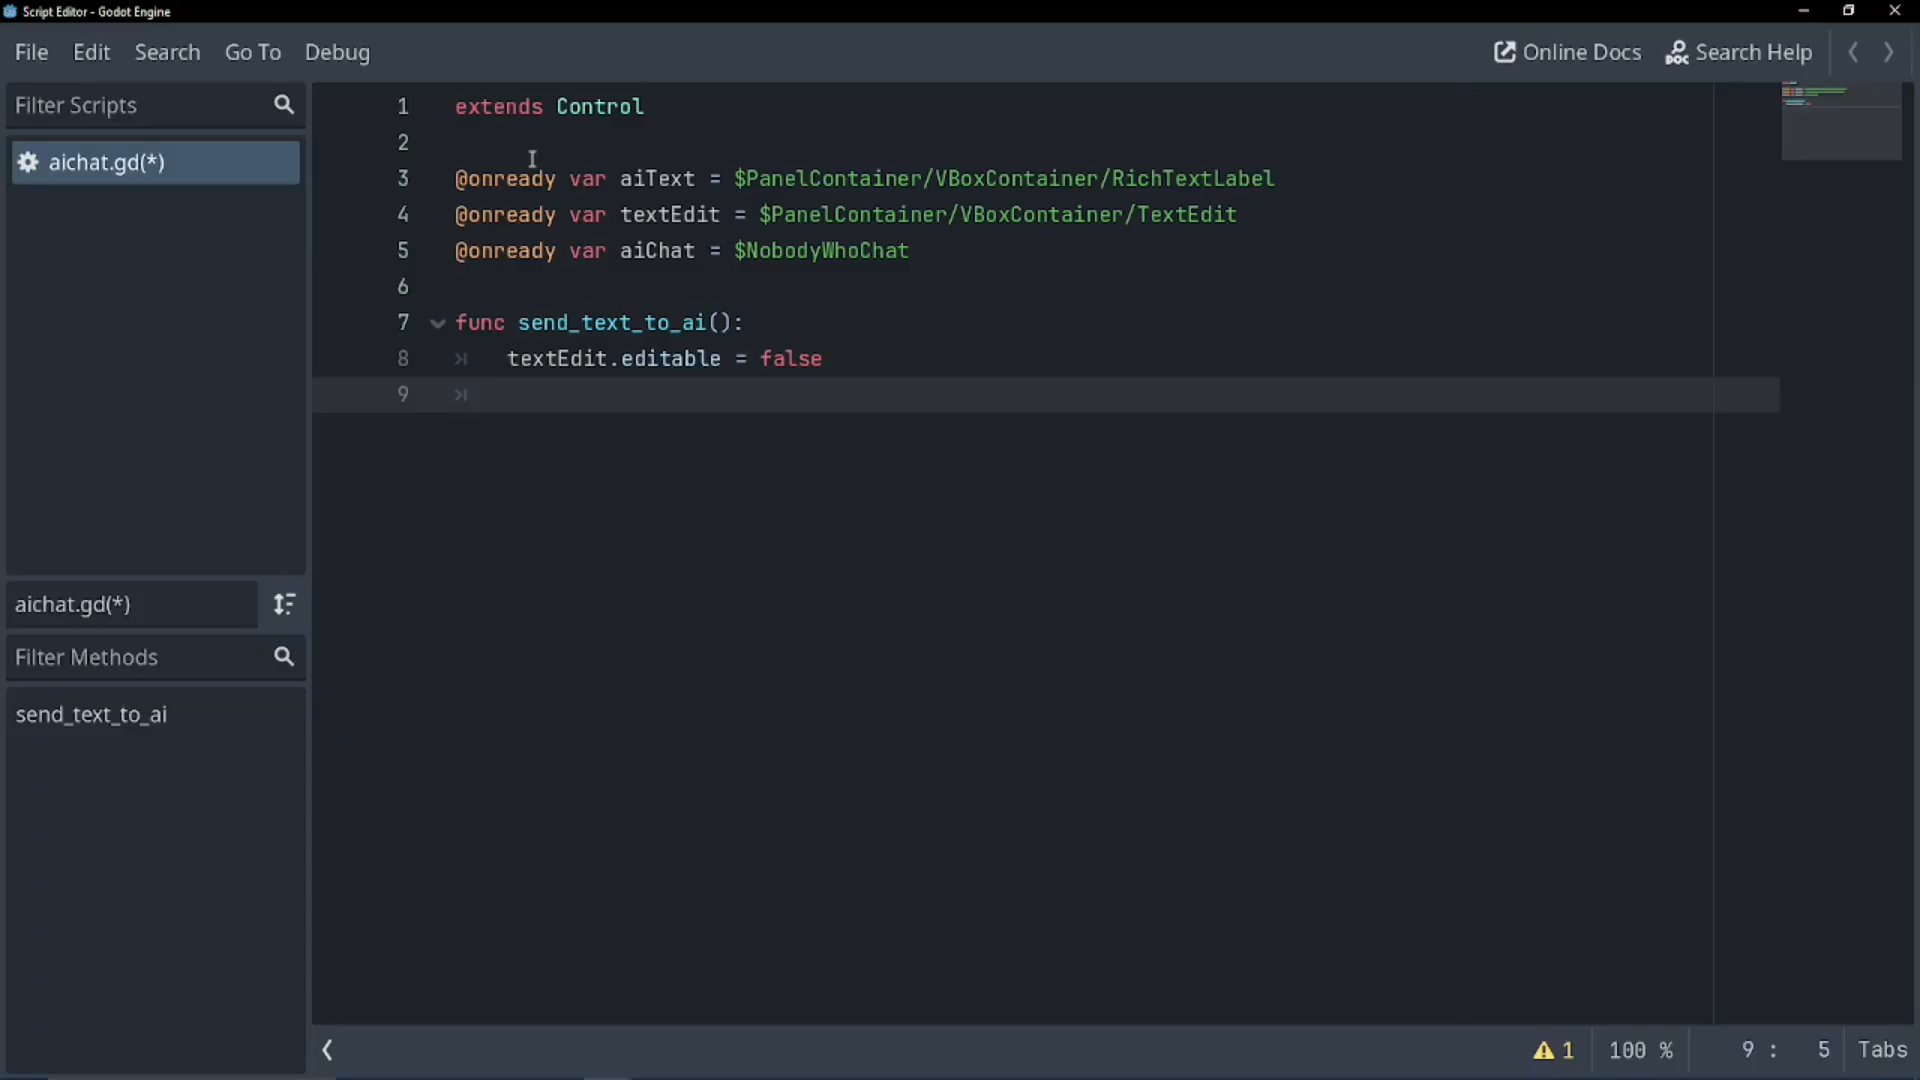 Script Editor - Godot Engine
File Edit Search Go To Debug Online Docs Search Help
Filter Scripts
aichat.gd(*)
aichat.gd(*)
Filter Methods
send_text_to_ai
1 extends Control
2
3 @onready var aiText = $PanelContainer/VBoxContainer/RichTextLabel
4 @onready var textEdit = $PanelContainer/VBoxContainer/TextEdit
5 @onready var aiChat = $NobodyWhoChat
6
7 func send_text_to_ai():
8 textEdit.editable = false
9
1 100 % 9 : 5 Tabs